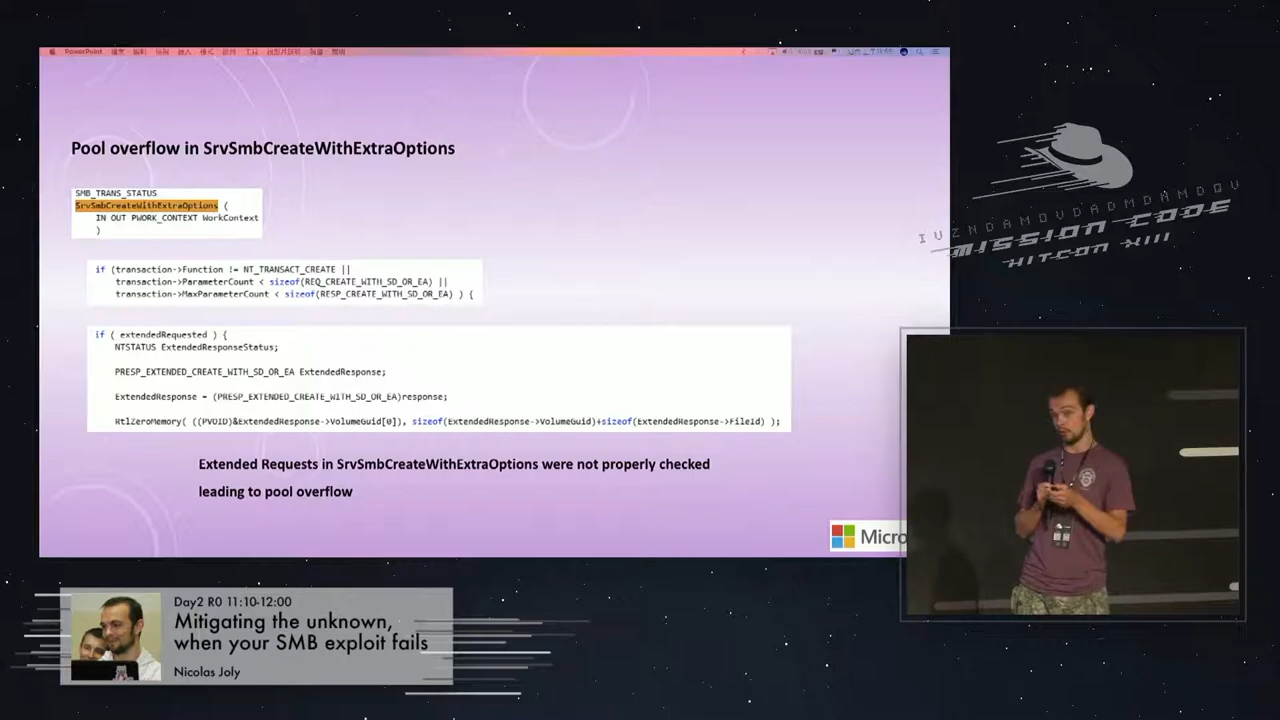 PowerPoint
Pool overflow in SrvSmbCreateWithExtraOptions
SMB_TRANS_STATUS
SrvSmbCreateWithExtraOptions (
IN OUT PWORK_CONTEXT WorkContext
)
if (transaction->Function != NT_TRANSACT_CREATE ||
transaction->ParameterCount < sizeof(REQ_CREATE_WITH_SD_OR_EA) ||
transaction->MaxParameterCount < sizeof(RESP_CREATE_WITH_SD_OR_EA) ) {
if ( extendedRequested ) {
NTSTATUS ExtendedResponseStatus;
PRESP_EXTENDED_CREATE_WITH_SD_OR_EA ExtendedResponse;
ExtendedResponse = (PRESP_EXTENDED_CREATE_WITH_SD_OR_EA)response;
RtlZeroMemory( ((PVOID)&ExtendedResponse->VolumeGuid[0]), sizeof(ExtendedResponse->VolumeGuid)+sizeof(ExtendedResponse->FileId) );
Extended Requests in SrvSmbCreateWithExtraOptions were not properly checked
leading to pool overflow
Micro
MISSION CODE
HITCON XIII
Day2 R0 11:10-12:00
Mitigating the unknown,
when your SMB exploit fails
Nicolas Joly